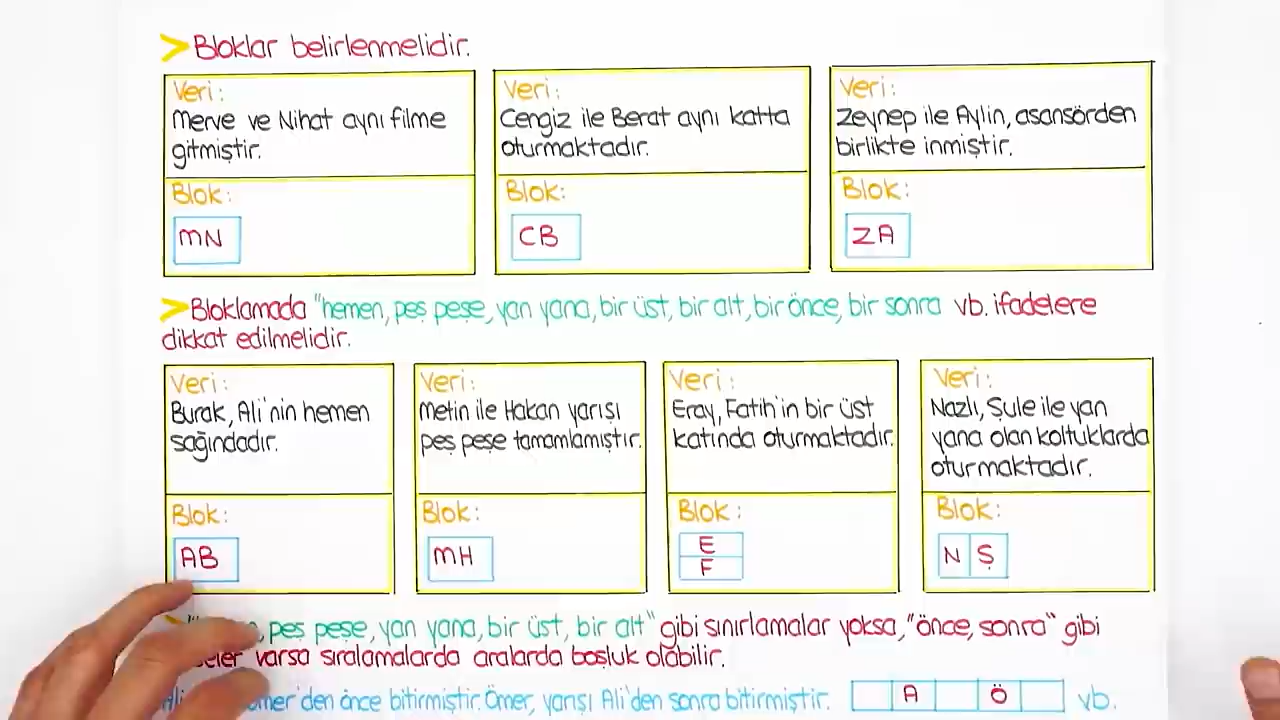 > Bloklar belirlenmelidir.
Veri:
Merve ve Nihat aynı filme
gitmiştir.
Blok:
MN
Veri:
Cengiz ile Berat aynı katta
oturmaktadır.
Blok:
CB
Veri:
Zeynep ile Aylin, asansörden
birlikte inmiştir.
Blok:
ZA
> Bloklamada "hemen, peş peşe, yan yana, bir üst, bir alt, bir önce, bir sonra vb. ifadelere
dikkat edilmelidir.
Veri:
Burak, Ali'nin hemen
sağındadır.
Blok:
AB
Veri:
Metin ile Hakan yarışı
peş peşe tamamlamıştır.
Blok:
MH
Veri:
Eray, Fatih'in bir üst
katında oturmaktadır.
Blok:
E
F
Veri:
Nazlı, Şule ile yan
yana olan koltuklarda
oturmaktadır.
Blok:
N Ş
peş peşe, yan yana, bir üst, bir alt" gibi sınırlamalar yoksa, "önce, sonra" gibi
varsa sıralamalarda aralarda boşluk olabilir.
önce bitirmiştir. Ömer, yarışı Ali'den sonra bitirmiştir. A Ö vb.